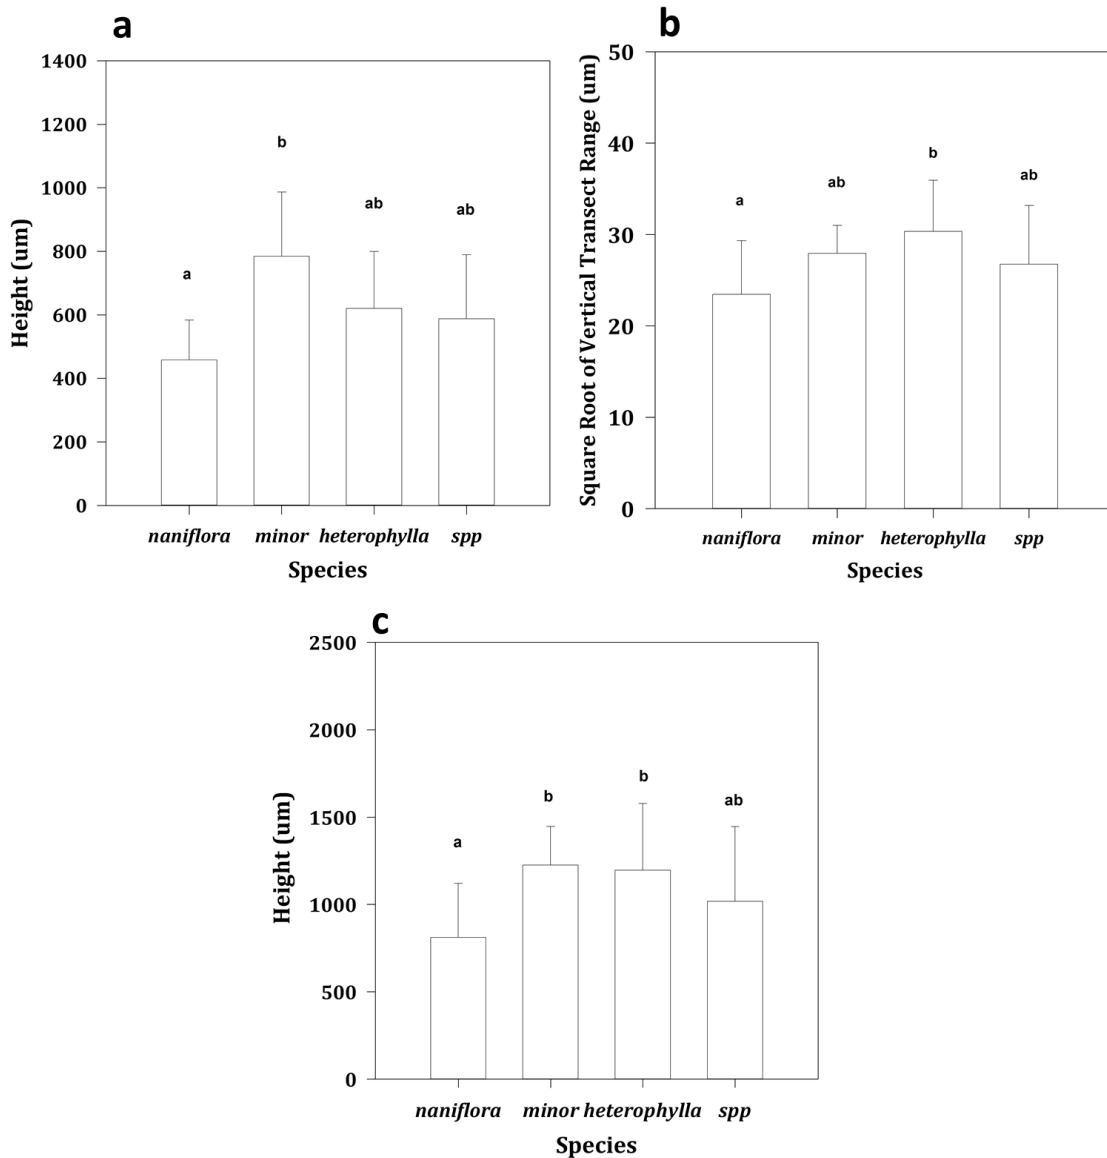 a
Height (um)
1400
1200
1000
800
600
400
200
0
a
b
ab
ab
naniflora minor heterophylla spp
Species
b
Square Root of Vertical Transect Range (um)
50
40
30
20
10
0
a
ab
b
ab
naniflora minor heterophylla spp
Species
c
Height (um)
2500
2000
1500
1000
500
0
a
b
b
ab
naniflora minor heterophylla spp
Species